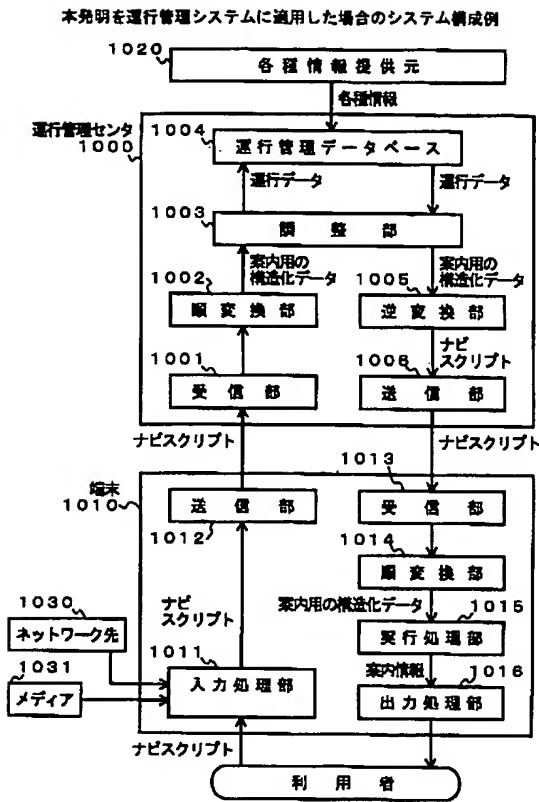 本発明を運行管理システムに適用した場合のシステム構成例
1020
各種情報提供元
各種情報
運行管理センタ
1000
1004
運行管理データベース
運行データ
運行データ
1003
調整部
案内用の
構造化データ
案内用の
構造化データ
1002
順変換部
1005
逆変換部
ナビ
スクリプト
1001
受信部
1006
送信部
ナビスクリプト
ナビスクリプト
端末
1010
送信部
1012
1013
受信部
1014
順変換部
案内用の構造化データ
ナビ
スクリプト
1030
ネットワーク先
1031
メディア
1011
入力処理部
1015
実行処理部
案内情報
1016
出力処理部
ナビスクリプト
利用者